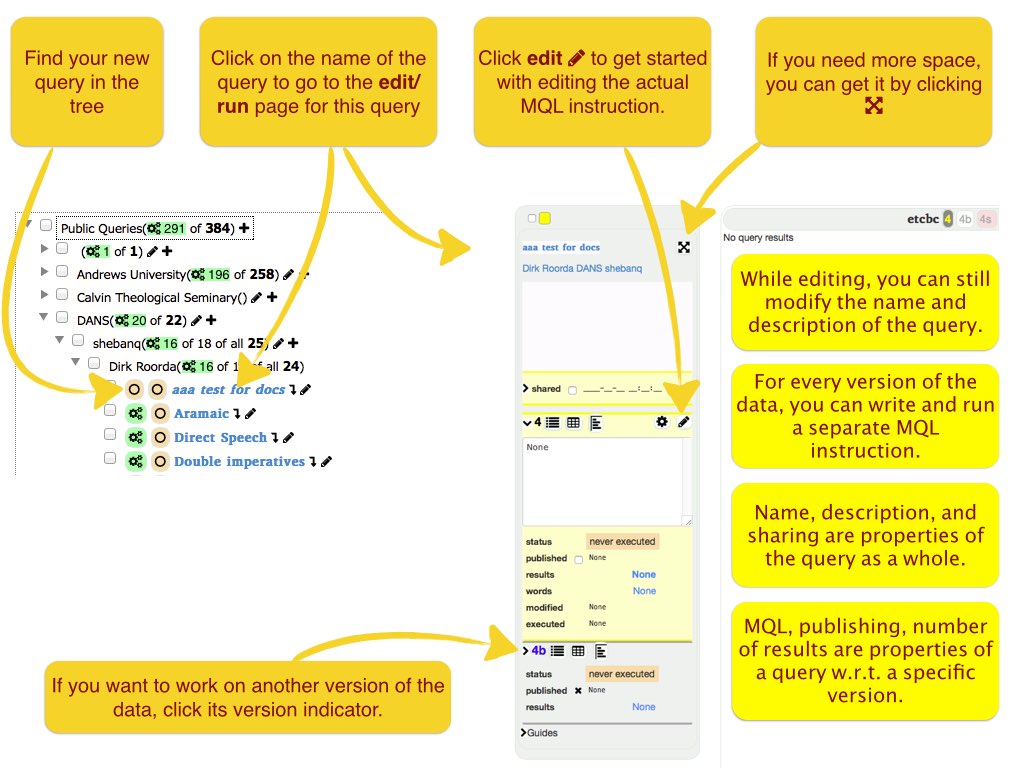 Find your new
query in the
tree
Click on the name of the
query to go to the edit/
run page for this query
Click edit to get started
with editing the actual
MQL instruction.
If you need more space,
you can get it by clicking
Public Queries( 291 of 384)
( 1 of 1)
Andrews University( 196 of 258)
Calvin Theological Seminary()
DANS( 20 of 22)
shebanq( 16 of 18 of all 25)
Dirk Roorda( 16 of all 24)
aaa test for docs
Aramaic
Direct Speech
Double imperatives
aaa test for docs
Dirk Roorda DANS shebanq
shared ____-__-__ __:__:__
4
None
status never executed
published None
results None
words None
modified None
executed None
4b
status never executed
published None
results None
Guides
etcbc 4 4b 4s
No query results
While editing, you can still
modify the name and
description of the query.
For every version of the
data, you can write and run
a separate MQL
instruction.
Name, description, and
sharing are properties of
the query as a whole.
MQL, publishing, number
of results are properties of
a query w.r.t. a specific
version.
If you want to work on another version of the
data, click its version indicator.